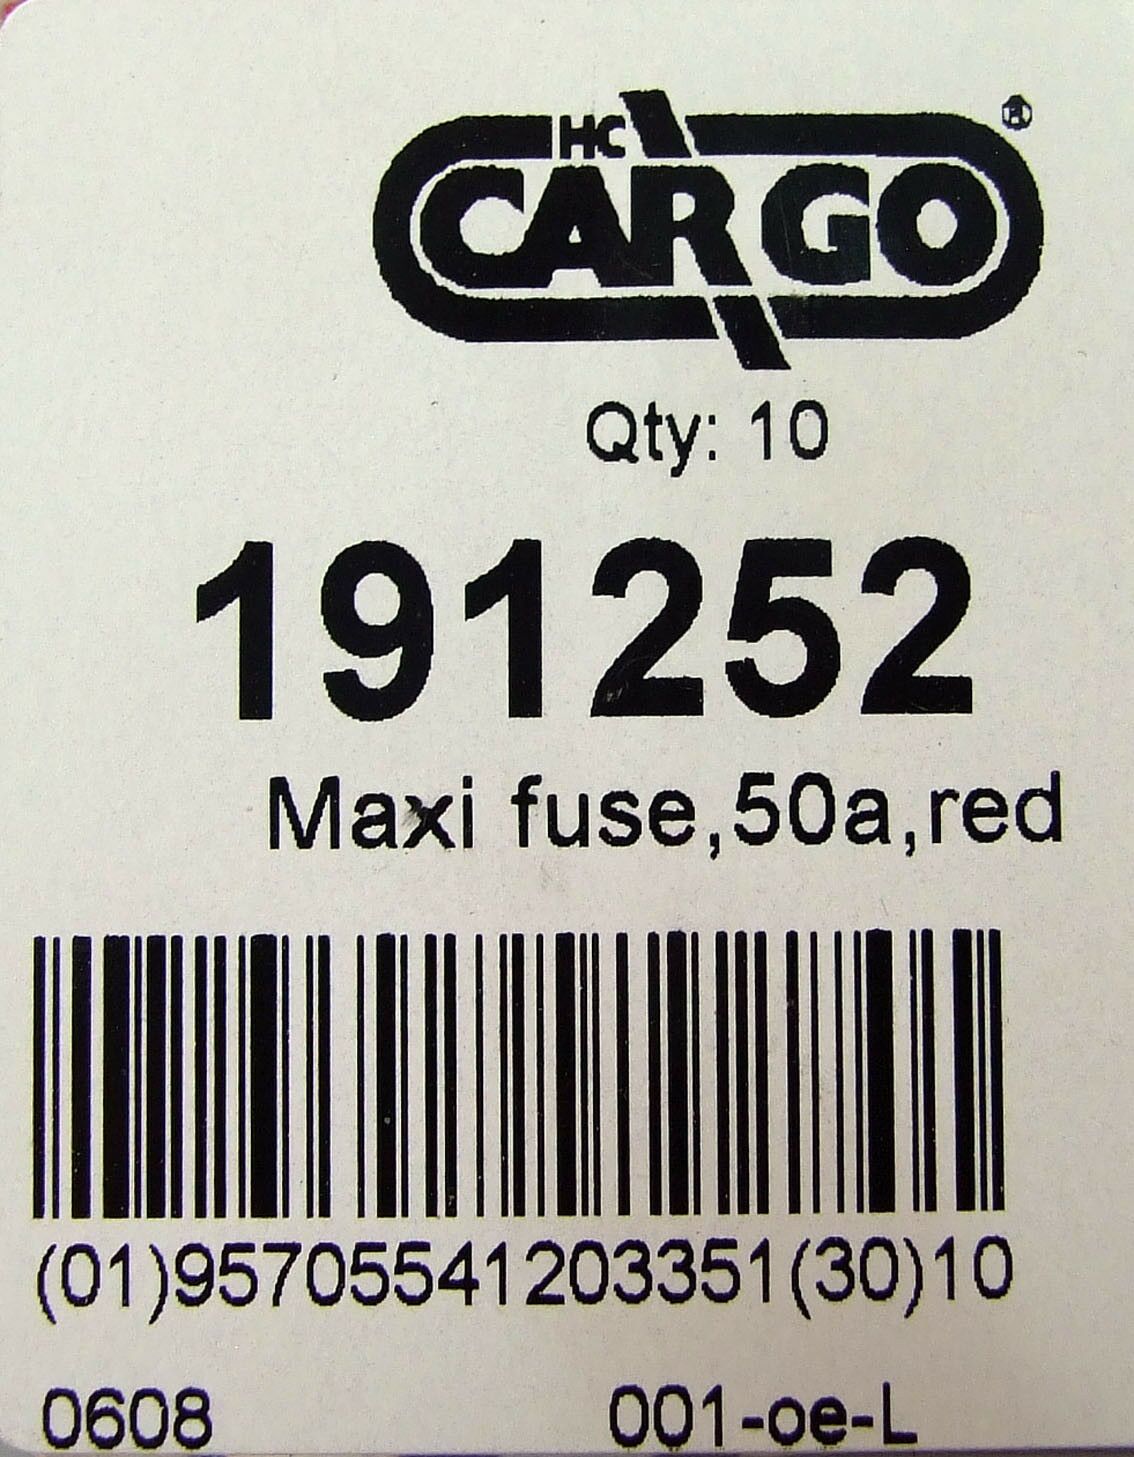 HC
CARGO®
Qty: 10
191252
Maxi fuse,50a,red
(01)95705541203351(30)10
0608
001-oe-L